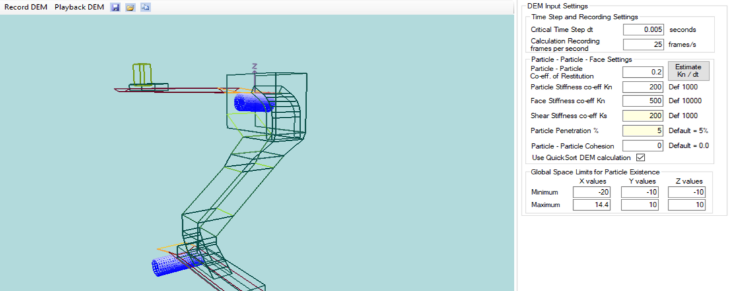 Record DEM Playback DEM
Z
DEM Input Settings
Time Step and Recording Settings
Critical Time Step dt 0.005 seconds
Calculation Recording
frames per second 25 frames/s
Particle - Particle - Face Settings
Particle - Particle
Co-eff. of Restitution 0.2
Estimate
Kn / dt
Particle Stiffness co-eff Kn 200 Def 1000
Face Stiffness co-eff Kn 500 Def 10000
Shear Stiffness co-eff Ks 200 Def 1000
Particle Penetration % 5 Default = 5%
Particle - Particle Cohesion 0 Default = 0.0
Use QuickSort DEM calculation
Global Space Limits for Particle Existence
X values Y values Z values
Minimum -20 -10 -10
Maximum 14.4 10 10